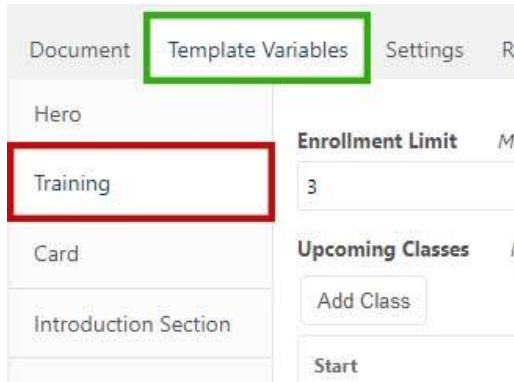 Document Template Variables Settings R
Hero
Enrollment Limit M
Training
3
Card
Upcoming Classes
Add Class
Introduction Section
Start